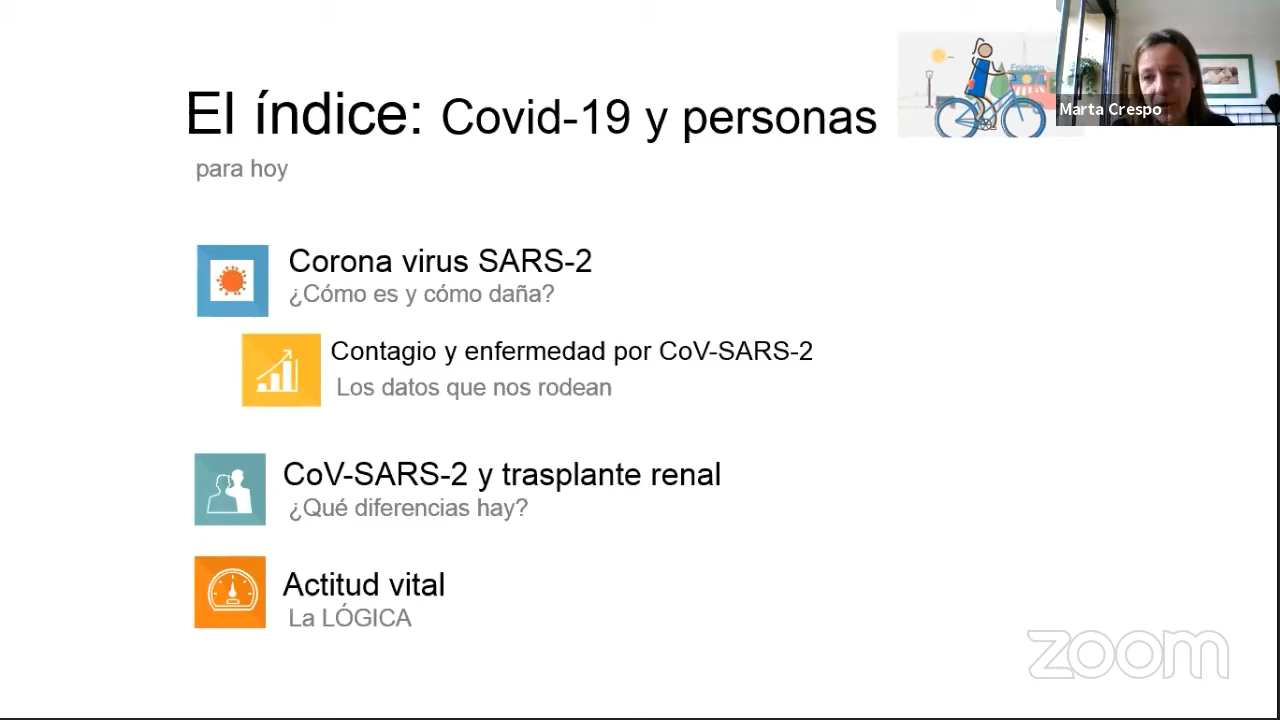 El índice: Covid-19 y personas
para hoy
Marta Crespo
Corona virus SARS-2
¿Cómo es y cómo daña?
Contagio y enfermedad por CoV-SARS-2
Los datos que nos rodean
CoV-SARS-2 y trasplante renal
¿Qué diferencias hay?
Actitud vital
La LÓGICA
zoom